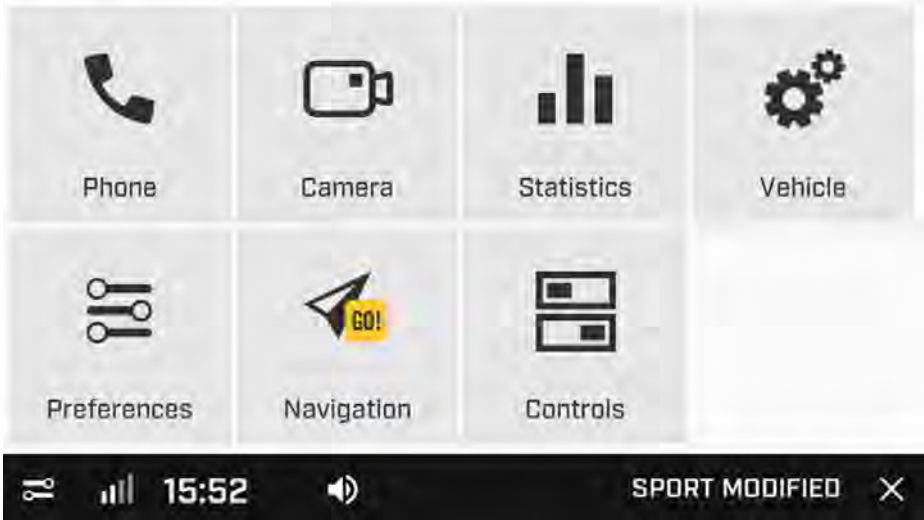 Phone
Camera
Statistics
Vehicle
GO!
Preferences
Navigation
Controls
15:52
SPORT MODIFIED